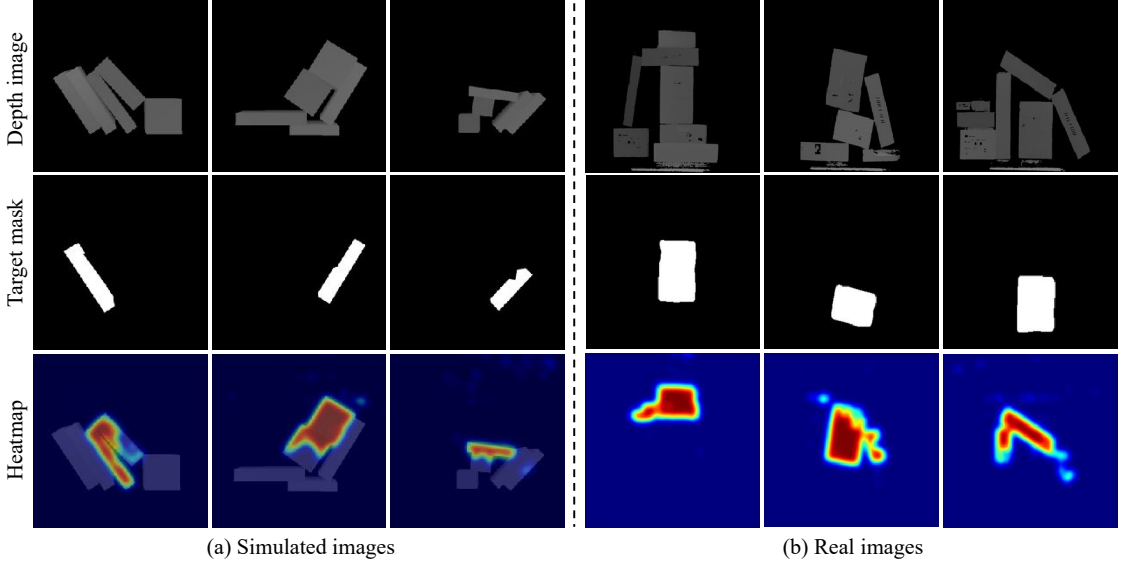 Depth image
Target mask
Heatmap
(a) Simulated images
(b) Real images